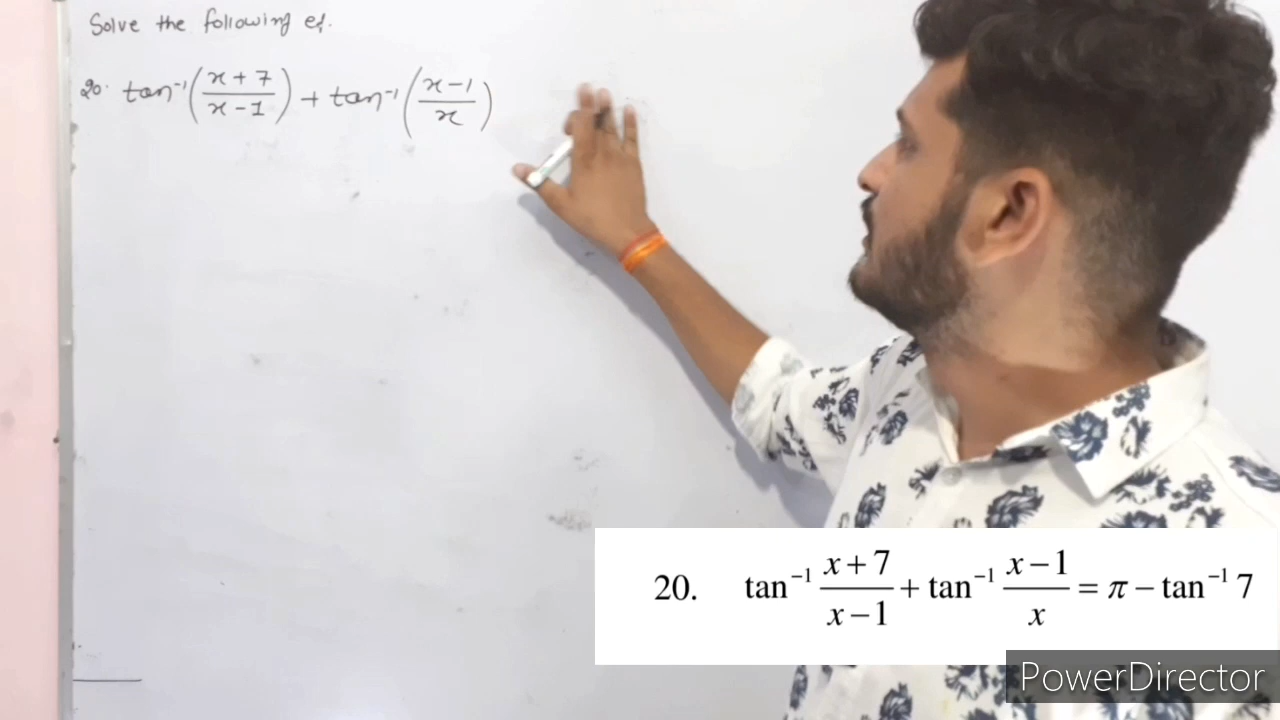 Solve the following eq.
20. tan⁻¹((x+7)/(x-1)) + tan⁻¹((x-1)/x)
20. tan⁻¹ (x+7)/(x−1) + tan⁻¹ (x−1)/x = π − tan⁻¹ 7
PowerDirector